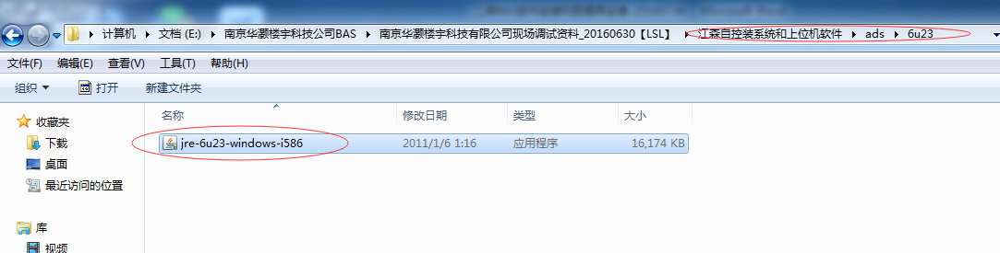 计算机 ▸ 文档 (E:) ▸ 南京华灏楼宇科技公司BAS ▸ 南京华灏楼宇科技有限公司现场调试资料_20160630【LSL】 ▸ 江森自控装系统和上位机软件 ▸ ads ▸ 6u23
文件(F) 编辑(E) 查看(V) 工具(T) 帮助(H)
组织 打开 新建文件夹
收藏夹
下载
桌面
最近访问的位置
库
视频
名称 修改日期 类型 大小
jre-6u23-windows-i586 2011/1/6 1:16 应用程序 16,174 KB